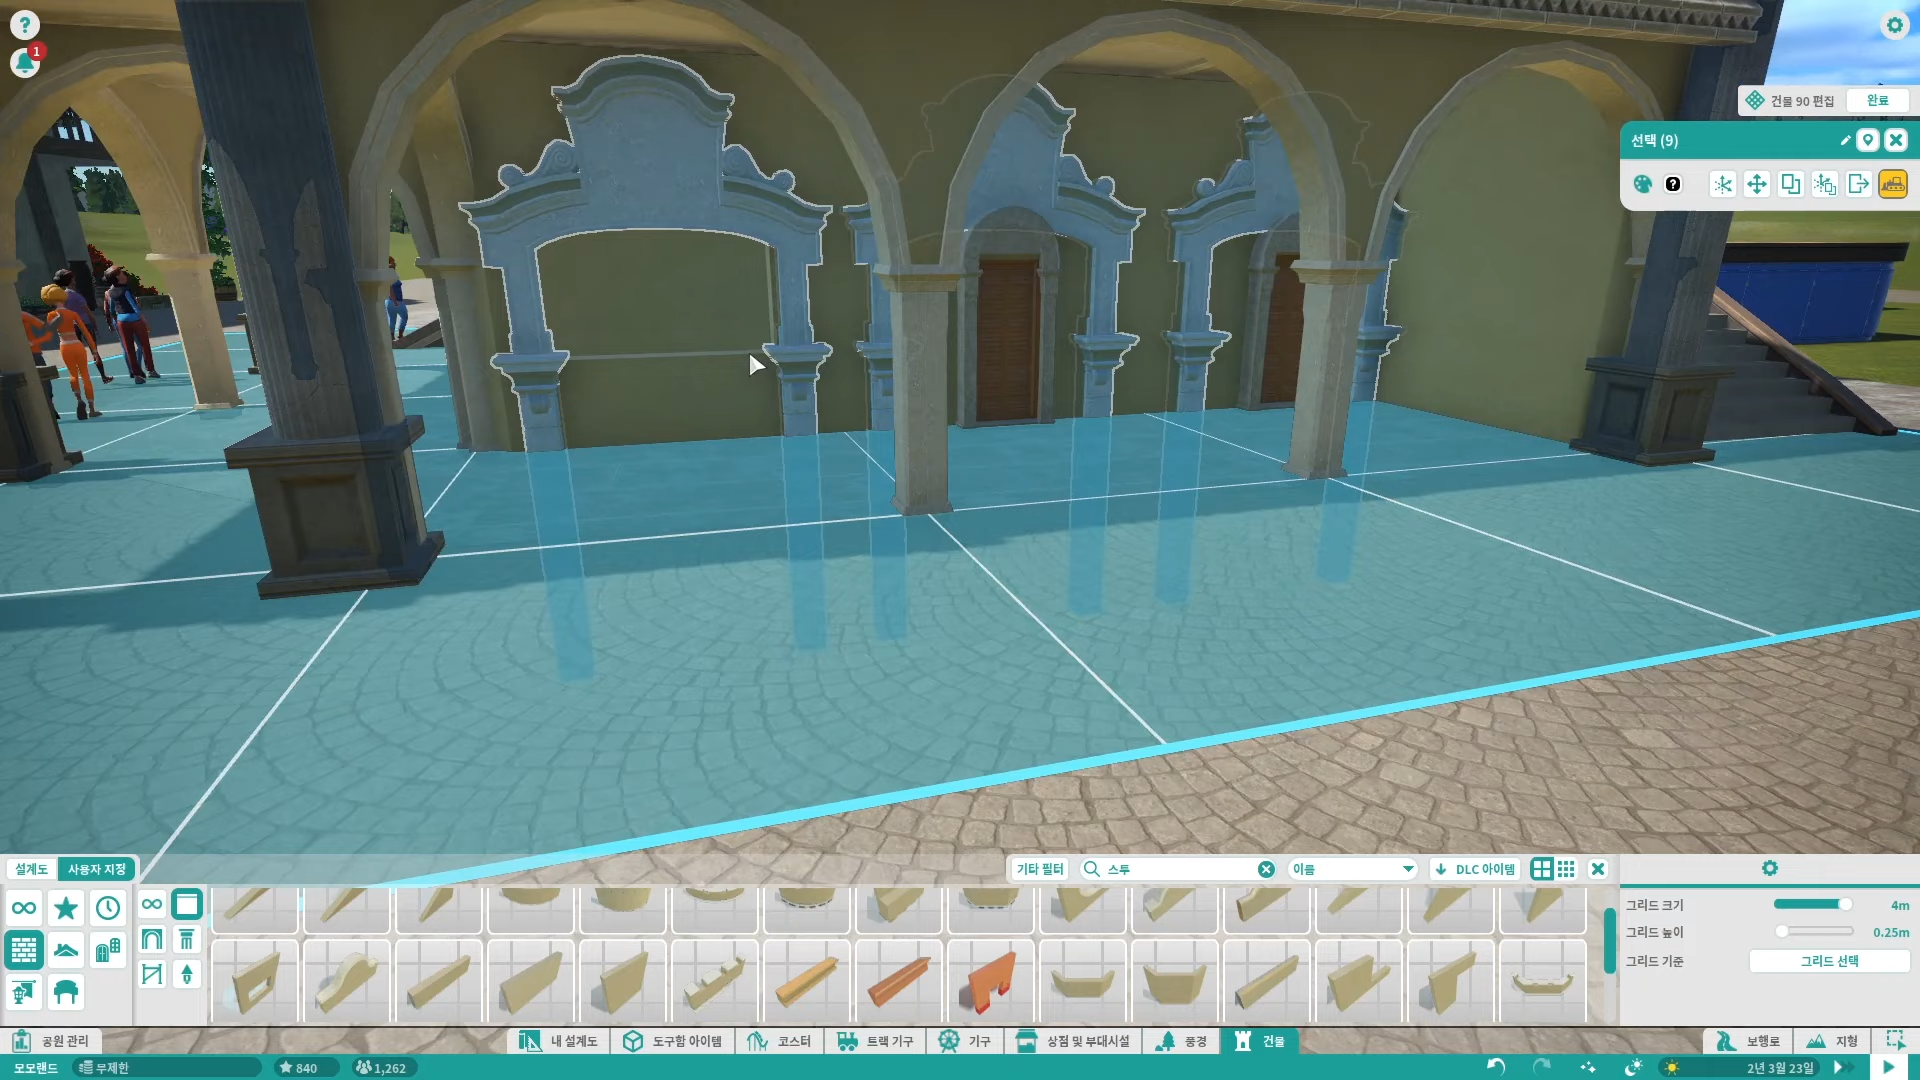 ?
1
건물 90 편집
완료
선택 (9)
?
설계도
사용자 지정
기타 필터
스투
이름
DLC 아이템
그리드 크기
4m
그리드 높이
0.25m
그리드 기준
그리드 선택
공원 관리
내 설계도
도구함 아이템
코스터
트랙 기구
기구
상점 및 부대시설
풍경
건물
보행로
지형
모모랜드
무제한
840
1,262
2년 3월 23일